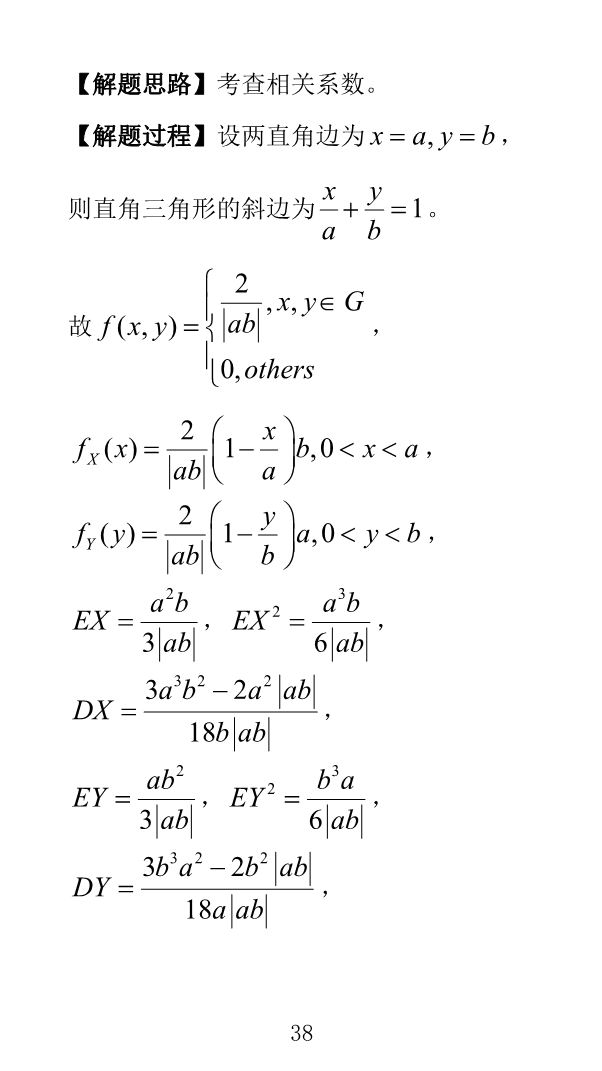 【解题思路】考查相关系数。
【解题过程】设两直角边为 x = a, y = b，
则直角三角形的斜边为 \frac{x}{a} + \frac{y}{b} = 1。
故 f(x, y) = \begin{cases} \frac{2}{|ab|}, x, y \in G \\ 0, others \end{cases}，
f_X(x) = \frac{2}{|ab|}\left(1 - \frac{x}{a}\right)b, 0 < x < a，
f_Y(y) = \frac{2}{|ab|}\left(1 - \frac{y}{b}\right)a, 0 < y < b，
EX = \frac{a^2b}{3|ab|}， EX^2 = \frac{a^3b}{6|ab|}，
DX = \frac{3a^3b^2 - 2a^2|ab|}{18b|ab|}，
EY = \frac{ab^2}{3|ab|}， EY^2 = \frac{b^3a}{6|ab|}，
DY = \frac{3b^3a^2 - 2b^2|ab|}{18a|ab|}，
38